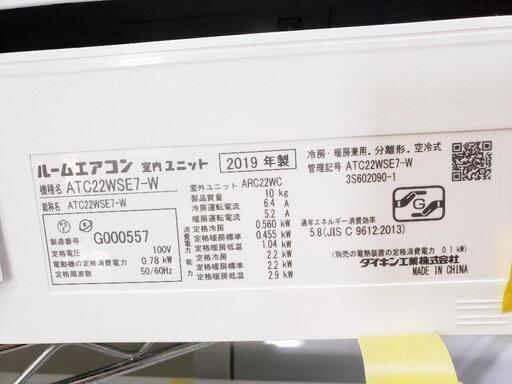 ルームエアコン 室内ユニット 2019 年製
機種名 ATC22WSE7-W
総称名 ATC22WSE7-W
製造番号 G000557
定格電圧 100V
電動機の定格消費電力 0.78 kW
定格周波数 50/60Hz
室外ユニット ARC22WC
製品質量 10 kg
冷房運転電流 6.4 A
暖房運転電流 5.2 A
定格冷房 0.560 kW
定格暖房標準 0.455 kW
定格暖房低温 1.04 kW
定格冷房 2.2 kW
定格暖房標準 2.2 kW
定格暖房低温 2.9 kW
冷房・暖房兼用. 分離形. 空冷式
管理記号 ATC22WSE7-W
3S602090-1
通年エネルギー消費効率
5.8(JIS C 9612:2013)
(別売の電熱装置の定格消費電力 0.1 kW)
ダイキン工業株式会社
MADE IN CHINA